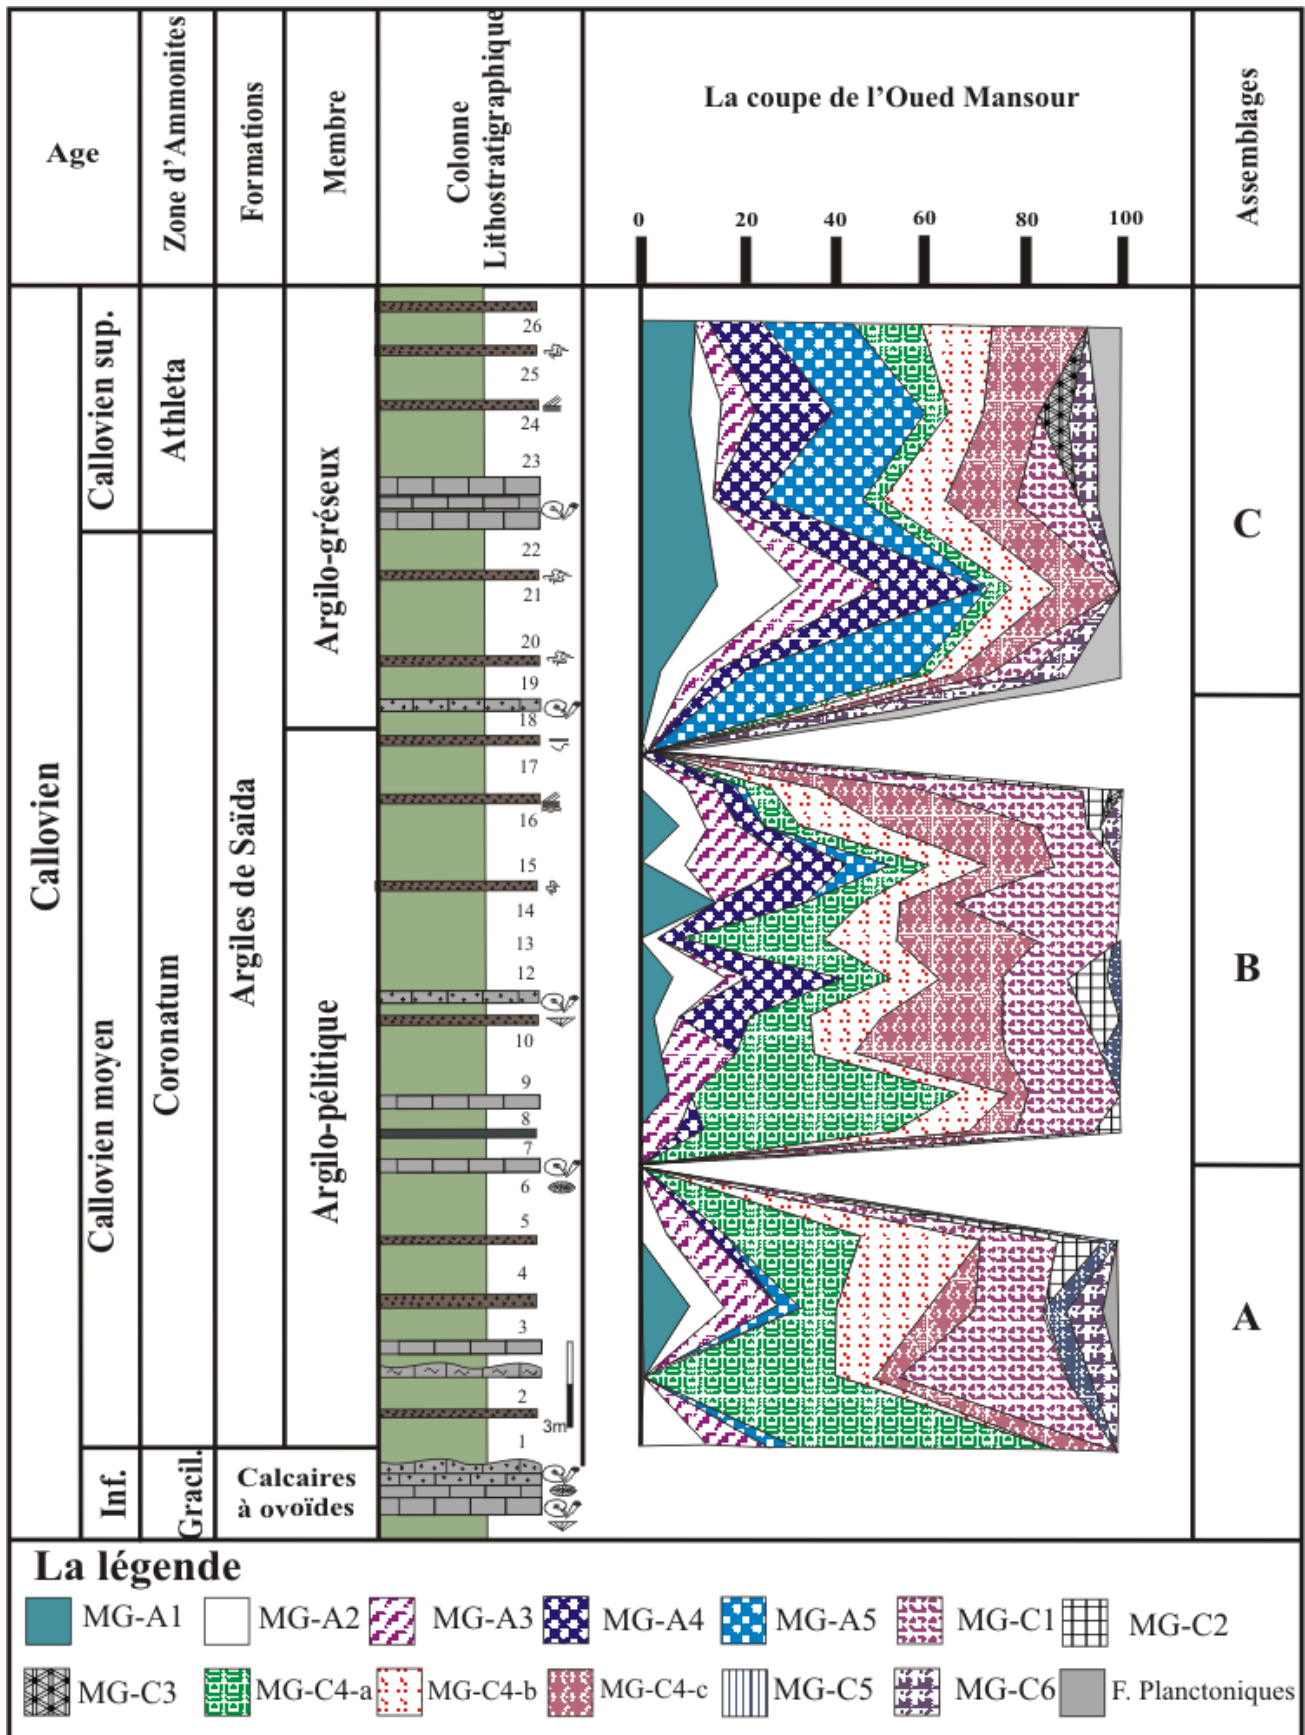 Age
Zone d'Ammonites
Formations
Membre
Colonne
Lithostratigraphique
La coupe de l'Oued Mansour
Assemblages
0 20 40 60 80 100
Callovien
Callovien sup.
Callovien moyen
Inf.
Athleta
Coronatum
Gracil.
Argiles de Saïda
Calcaires
à ovoïdes
Argilo-gréseux
Argilo-pélitique
26
25
24
23
22
21
20
19
18
17
16
15
14
13
12
10
9
8
7
6
5
4
3
2
3m
1
C
B
A
La légende
MG-A1 MG-A2 MG-A3 MG-A4 MG-A5 MG-C1 MG-C2
MG-C3 MG-C4-a MG-C4-b MG-C4-c MG-C5 MG-C6 F. Planctoniques